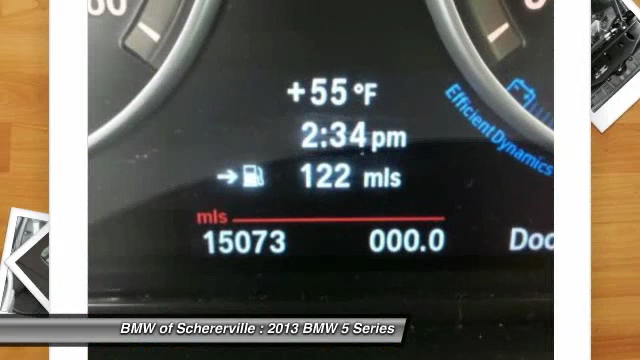 +55°F
2:34 pm
122 mls
mls
15073 000.0 Doo
EfficientDynamics
BMW of Schererville : 2013 BMW 5 Series